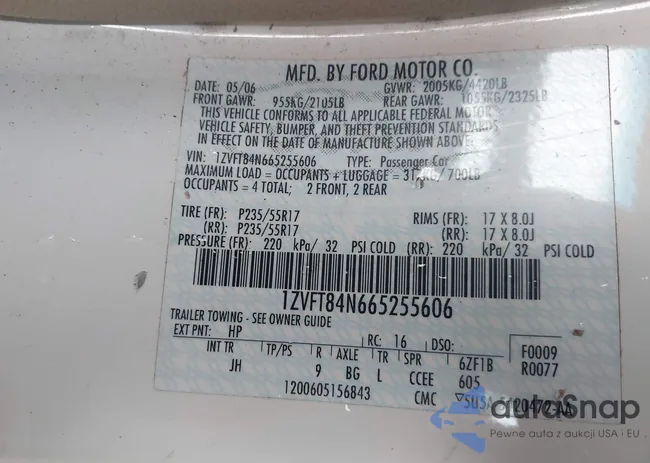 MFD. BY FORD MOTOR CO.
DATE: 05/06 GVWR: 2005KG/4420LB
FRONT GAWR: 955KG/2105LB REAR GAWR: 1055KG/2325LB
THIS VEHICLE CONFORMS TO ALL APPLICABLE FEDERAL MOTOR
VEHICLE SAFETY, BUMPER, AND THEFT PREVENTION STANDARDS
IN EFFECT ON THE DATE OF MANUFACTURE SHOWN ABOVE.
VIN: 1ZVFT84N665255606 TYPE: Passenger Car
MAXIMUM LOAD = OCCUPANTS + LUGGAGE = 700LB
OCCUPANTS = 4 TOTAL; 2 FRONT, 2 REAR
TIRE (FR): P235/55R17 RIMS (FR): 17 X 8.0J
(RR): P235/55R17 (RR): 17 X 8.0J
PRESSURE (FR): 220 kPa/ 32 PSI COLD (RR): 220 kPa/ 32 PSI COLD
1ZVFT84N665255606
TRAILER TOWING - SEE OWNER GUIDE
EXT PNT: HP RC: 16 DSO: F0009
INT TR TP/PS R AXLE TR SPR 6ZF1B R0077
JH 9 BG L CCEE 605
1200605156843 CMC 20472-AA
autoSnap
Pewne auta z aukcji USA i EU